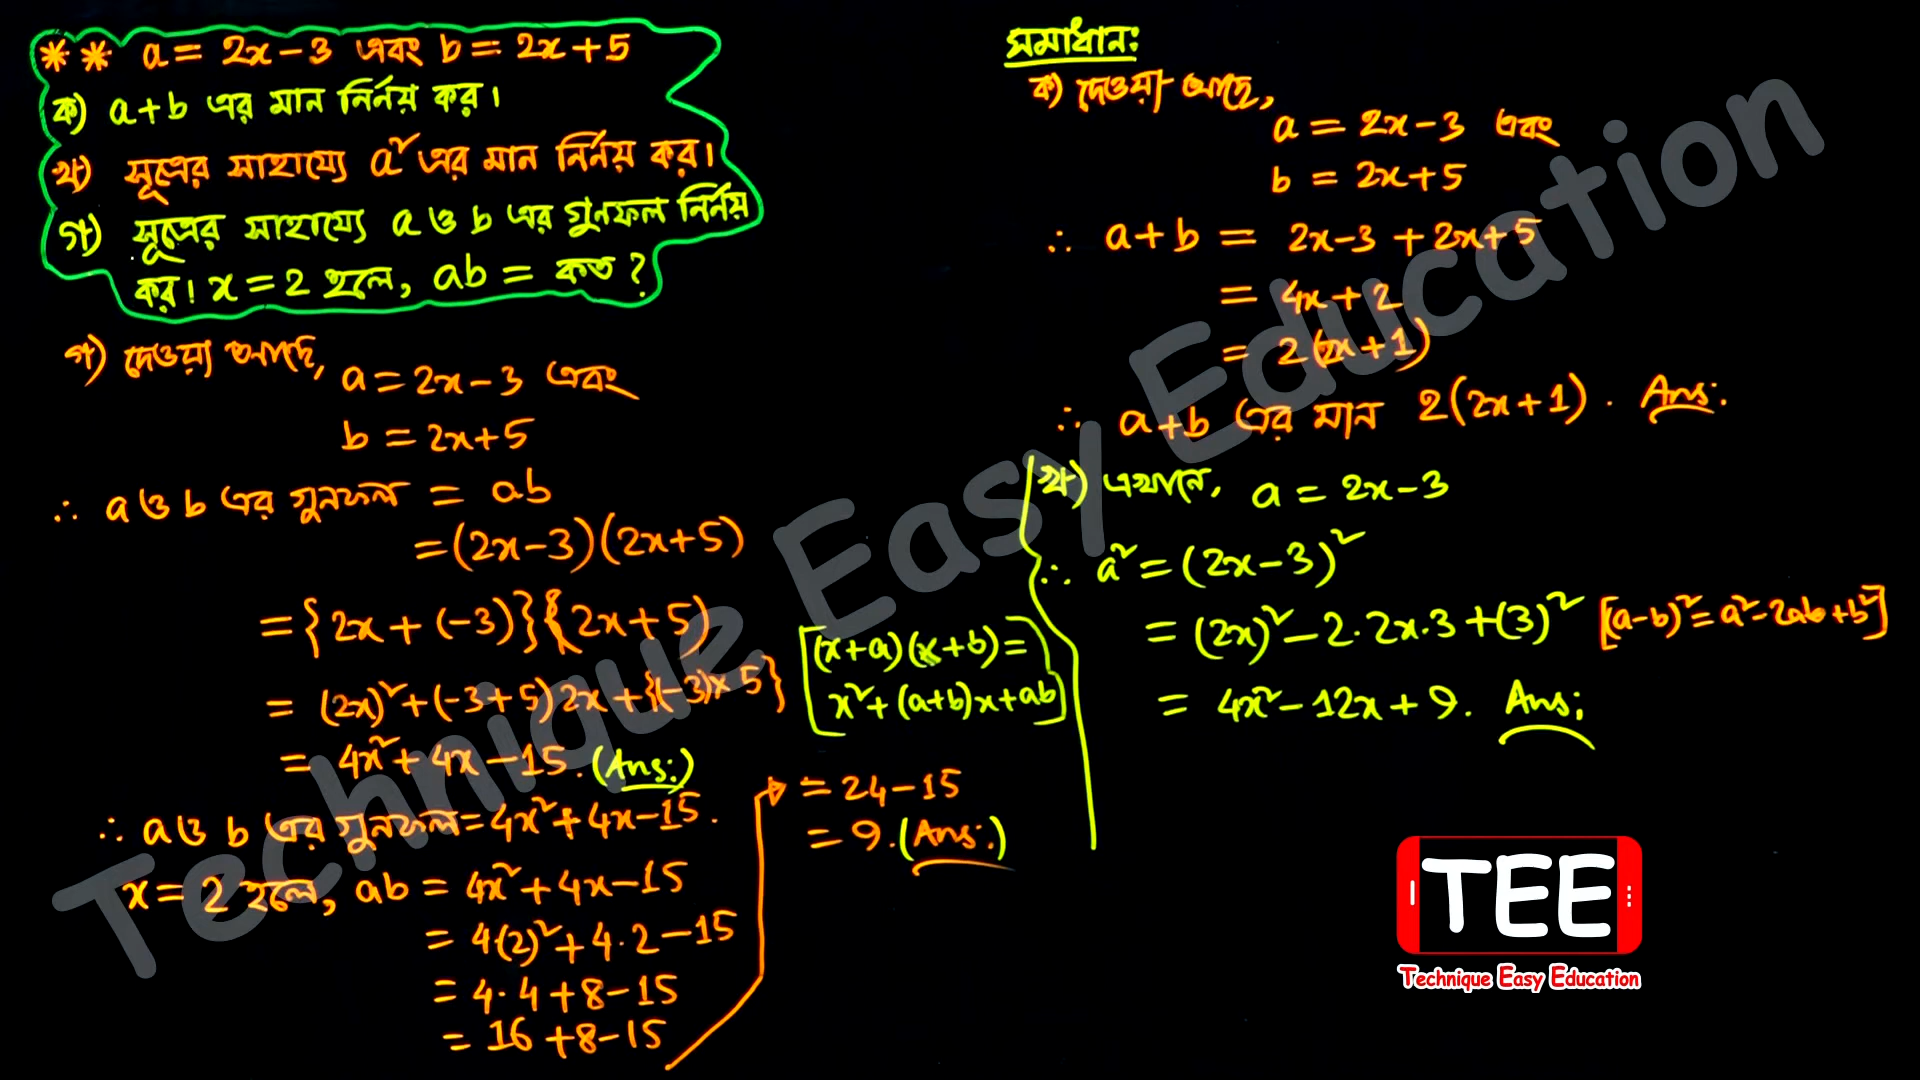 ** a = 2x-3 এবং b = 2x+5
ক) a+b এর মান নির্নয় কর।
খ) সূত্রের সাহায্যে a² এর মান নির্নয় কর।
গ) সূত্রের সাহায্যে a ও b এর গুনফল নির্নয়
কর। x = 2 হলে, ab = কত?
সমাধান:
ক) দেওয়া আছে,
a = 2x-3 এবং
b = 2x+5
∴ a+b = 2x-3 + 2x+5
= 4x+2
= 2(2x+1)
∴ a+b এর মান 2(2x+1). Ans:
খ) এখানে, a = 2x-3
∴ a² = (2x-3)²
= (2x)² - 2.2x.3 + (3)² [(a-b)² = a²-2ab+b²]
= 4x²-12x+9. Ans:
গ) দেওয়া আছে,
a = 2x-3 এবং
b = 2x+5
∴ a ও b এর গুনফল = ab
= (2x-3)(2x+5)
= {2x+(-3)}{2x+5)
= (2x)²+(-3+5)2x+{(-3)×5}
[(x+a)(x+b)=
x²+(a+b)x+ab]
= 4x²+4x-15. (Ans:)
∴ a ও b এর গুনফল = 4x²+4x-15.
x = 2 হলে, ab = 4x²+4x-15
= 4(2)²+4.2-15
= 4.4+8-15
= 16+8-15
= 24-15
= 9. (Ans:)
TEE
Technique Easy Education
Technique Easy Education